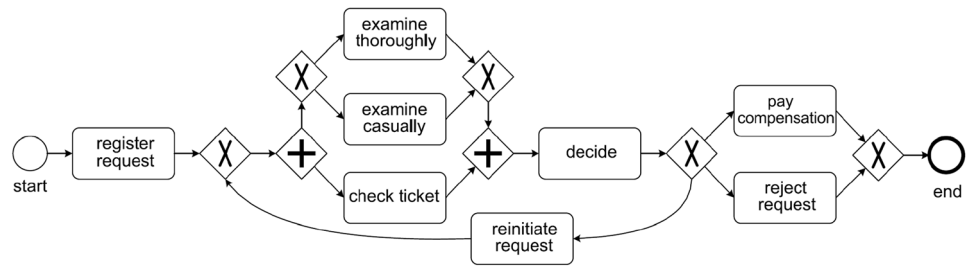 examine
thoroughly
examine
casually
pay
compensation
register
request
decide
start
check ticket
reject
request
end
reinitiate
request